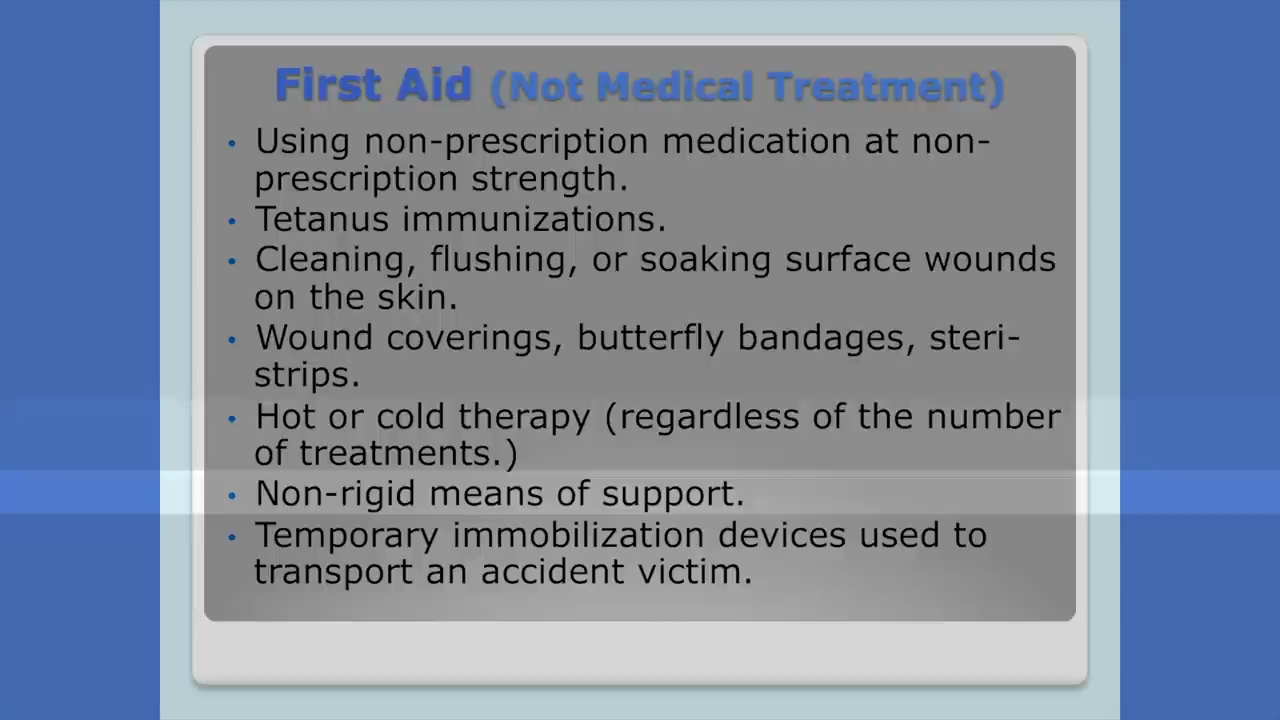 First Aid (Not Medical Treatment)
• Using non-prescription medication at non-
prescription strength.
• Tetanus immunizations.
• Cleaning, flushing, or soaking surface wounds
on the skin.
• Wound coverings, butterfly bandages, steri-
strips.
• Hot or cold therapy (regardless of the number
of treatments.)
• Non-rigid means of support.
• Temporary immobilization devices used to
transport an accident victim.